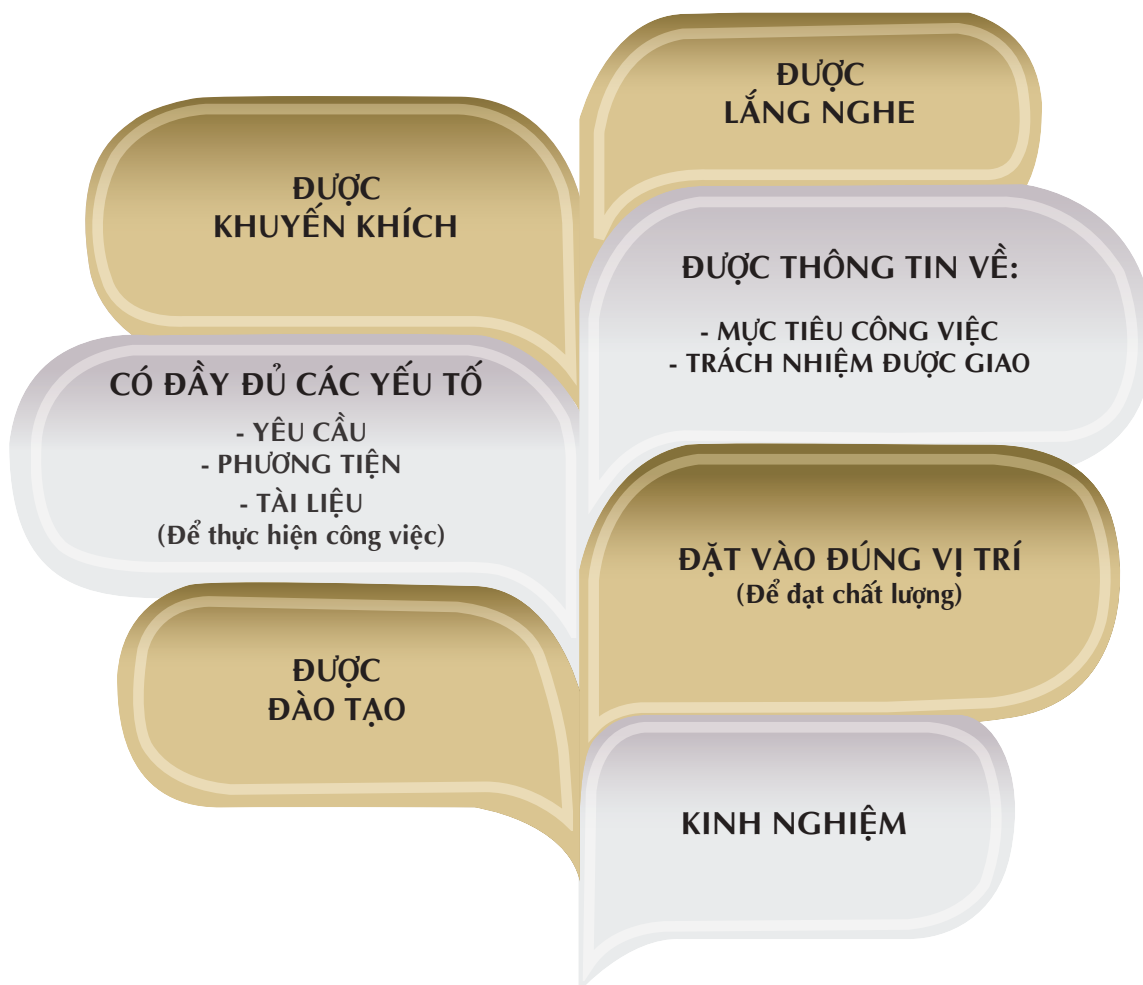 ĐƯỢC
LẮNG NGHE
ĐƯỢC
KHUYẾN KHÍCH
ĐƯỢC THÔNG TIN VỀ:
- MỰC TIÊU CÔNG VIỆC
- TRÁCH NHIỆM ĐƯỢC GIAO
CÓ ĐẦY ĐỦ CÁC YẾU TỐ
- YÊU CẦU
- PHƯƠNG TIỆN
- TÀI LIỆU
(Để thực hiện công việc)
ĐẶT VÀO ĐÚNG VỊ TRÍ
(Để đạt chất lượng)
ĐƯỢC
ĐÀO TẠO
KINH NGHIỆM